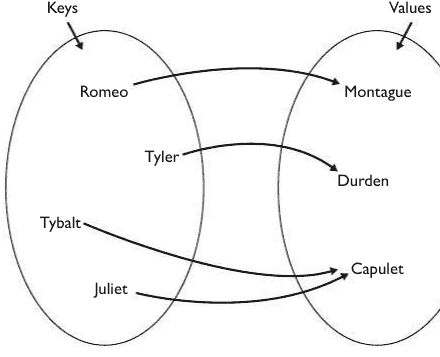 Keys
Values
Romeo
Montague
Tyler
Durden
Tybalt
Capulet
Juliet